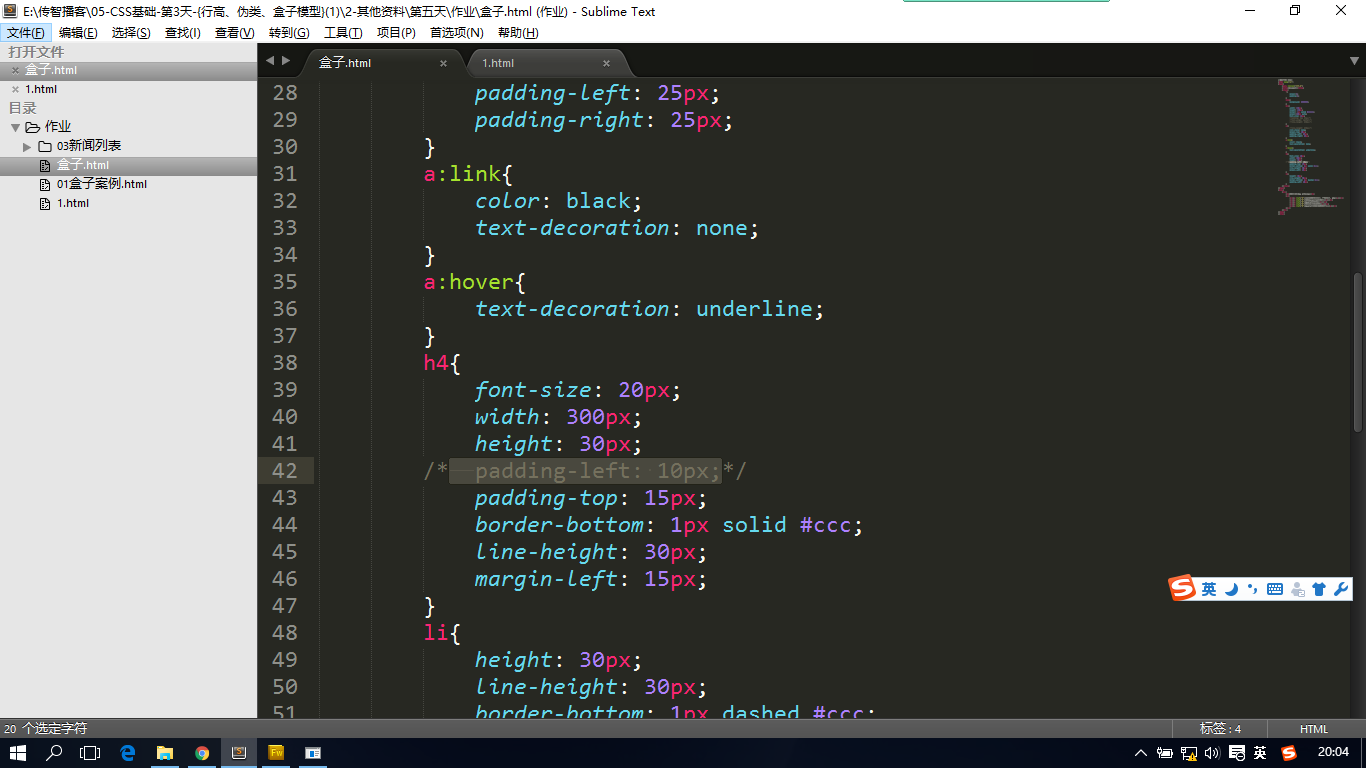 E:\传智播客\05-CSS基础-第3天-{行高、伪类、盒子模型}(1)\2-其他资料\第五天\作业\盒子.html (作业) - Sublime Text
文件(F) 编辑(E) 选择(S) 查找(I) 查看(V) 转到(G) 工具(T) 项目(P) 首选项(N) 帮助(H)
打开文件
盒子.html
1.html
目录
作业
03新闻列表
盒子.html
01盒子案例.html
1.html
盒子.html 1.html
28 padding-left: 25px;
29 padding-right: 25px;
30 }
31 a:link{
32 color: black;
33 text-decoration: none;
34 }
35 a:hover{
36 text-decoration: underline;
37 }
38 h4{
39 font-size: 20px;
40 width: 300px;
41 height: 30px;
42 /* padding-left: 10px;*/
43 padding-top: 15px;
44 border-bottom: 1px solid #ccc;
45 line-height: 30px;
46 margin-left: 15px;
47 }
48 li{
49 height: 30px;
50 line-height: 30px;
51 border-bottom: 1px dashed #ccc;
英
20 个选定字符 标签: 4 HTML
Fw 英 20:04